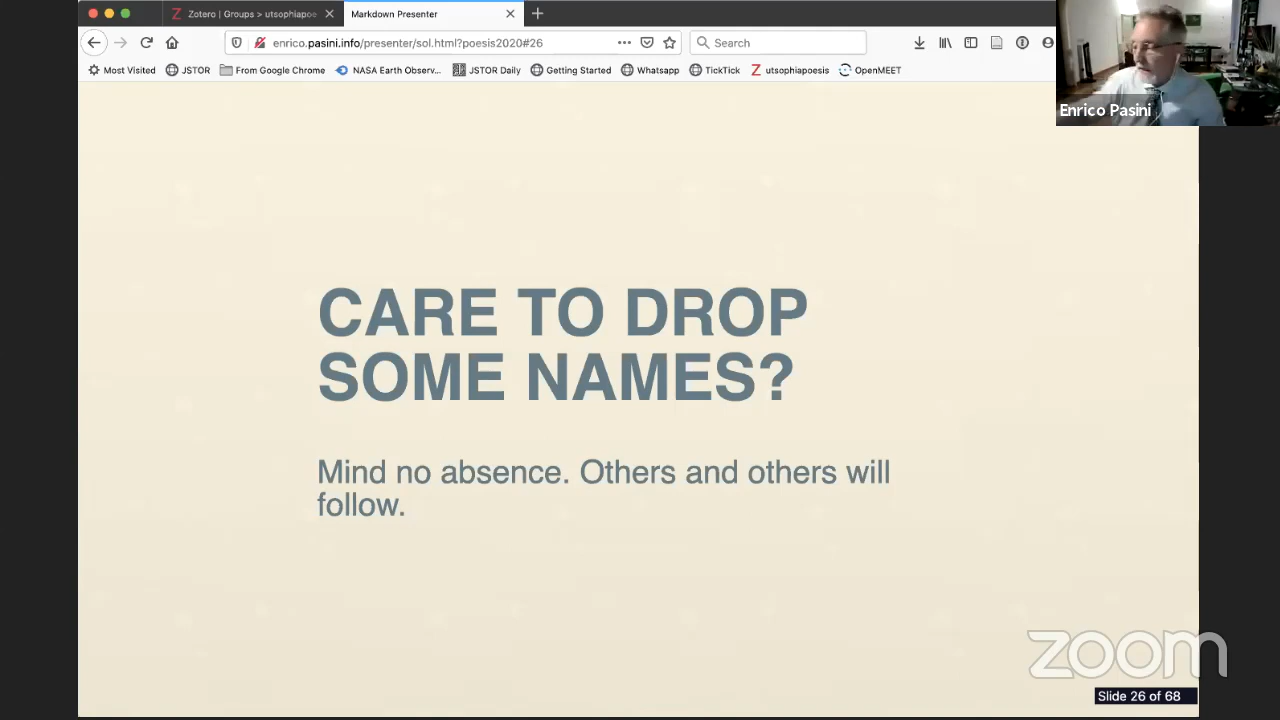 Zotero | Groups > utsophiapoe
Markdown Presenter
enrico.pasini.info/presenter/sol.html?poesis2020#26
Search
Most Visited
JSTOR
From Google Chrome
NASA Earth Observ...
JSTOR Daily
Getting Started
Whatsapp
TickTick
utsophiapoesis
OpenMEET
Enrico Pasini
CARE TO DROP
SOME NAMES?
Mind no absence. Others and others will
follow.
zoom
Slide 26 of 68